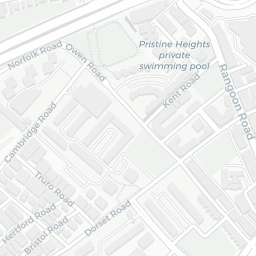 Norfolk Road
Owen Road
Pristine Heights
private
swimming pool
Kent Road
Rangoon Road
Cambridge Road
Truro Road
Hertford Road
Bristol Road
Dorset Road